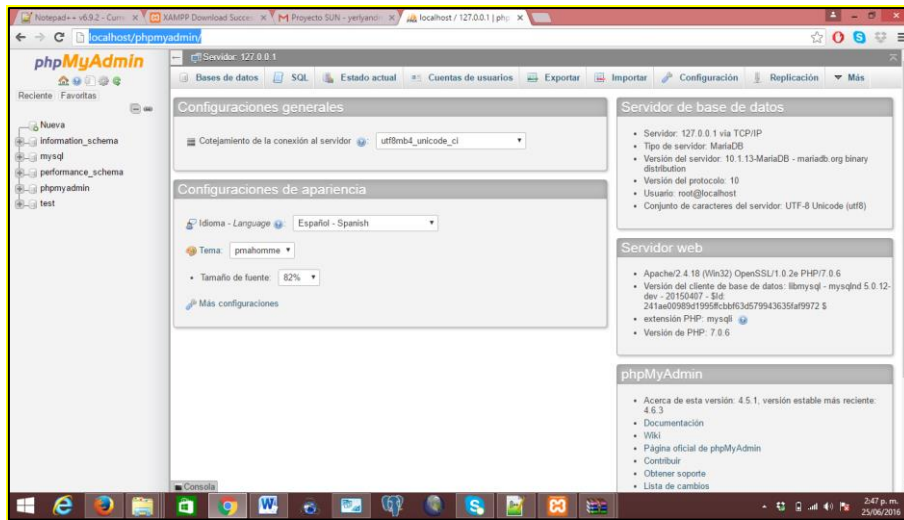 Notepad++ v6.9.2 - Curre
XAMPP Download Succes
Proyecto SUN - yerlyandi
localhost / 127.0.0.1 | php
localhost/phpmyadmin/
phpMyAdmin
Reciente Favoritas
Nueva
information_schema
mysql
performance_schema
phpmyadmin
test
Servidor: 127.0.0.1
Bases de datos SQL Estado actual Cuentas de usuarios Exportar Importar Configuración Replicación Más
Configuraciones generales
Cotejamiento de la conexión al servidor utf8mb4_unicode_ci
Configuraciones de apariencia
Idioma - Language Español - Spanish
Tema: pmahomme
Tamaño de fuente: 82%
Más configuraciones
Servidor de base de datos
Servidor: 127.0.0.1 via TCP/IP
Tipo de servidor: MariaDB
Versión del servidor: 10.1.13-MariaDB - mariadb.org binary
distribution
Versión del protocolo: 10
Usuario: root@localhost
Conjunto de caracteres del servidor: UTF-8 Unicode (utf8)
Servidor web
Apache/2.4.18 (Win32) OpenSSL/1.0.2e PHP/7.0.6
Versión del cliente de base de datos: libmysql - mysqlnd 5.0.12-
dev - 20150407 - $Id:
241ae00989d1995ffcbbf63d579943635faf9972 $
extensión PHP: mysqli
Versión de PHP: 7.0.6
phpMyAdmin
Acerca de esta versión: 4.5.1, versión estable más reciente:
4.6.3
Documentación
Wiki
Página oficial de phpMyAdmin
Contribuir
Obtener soporte
Lista de cambios
Consola
2:47 p. m.
25/06/2016